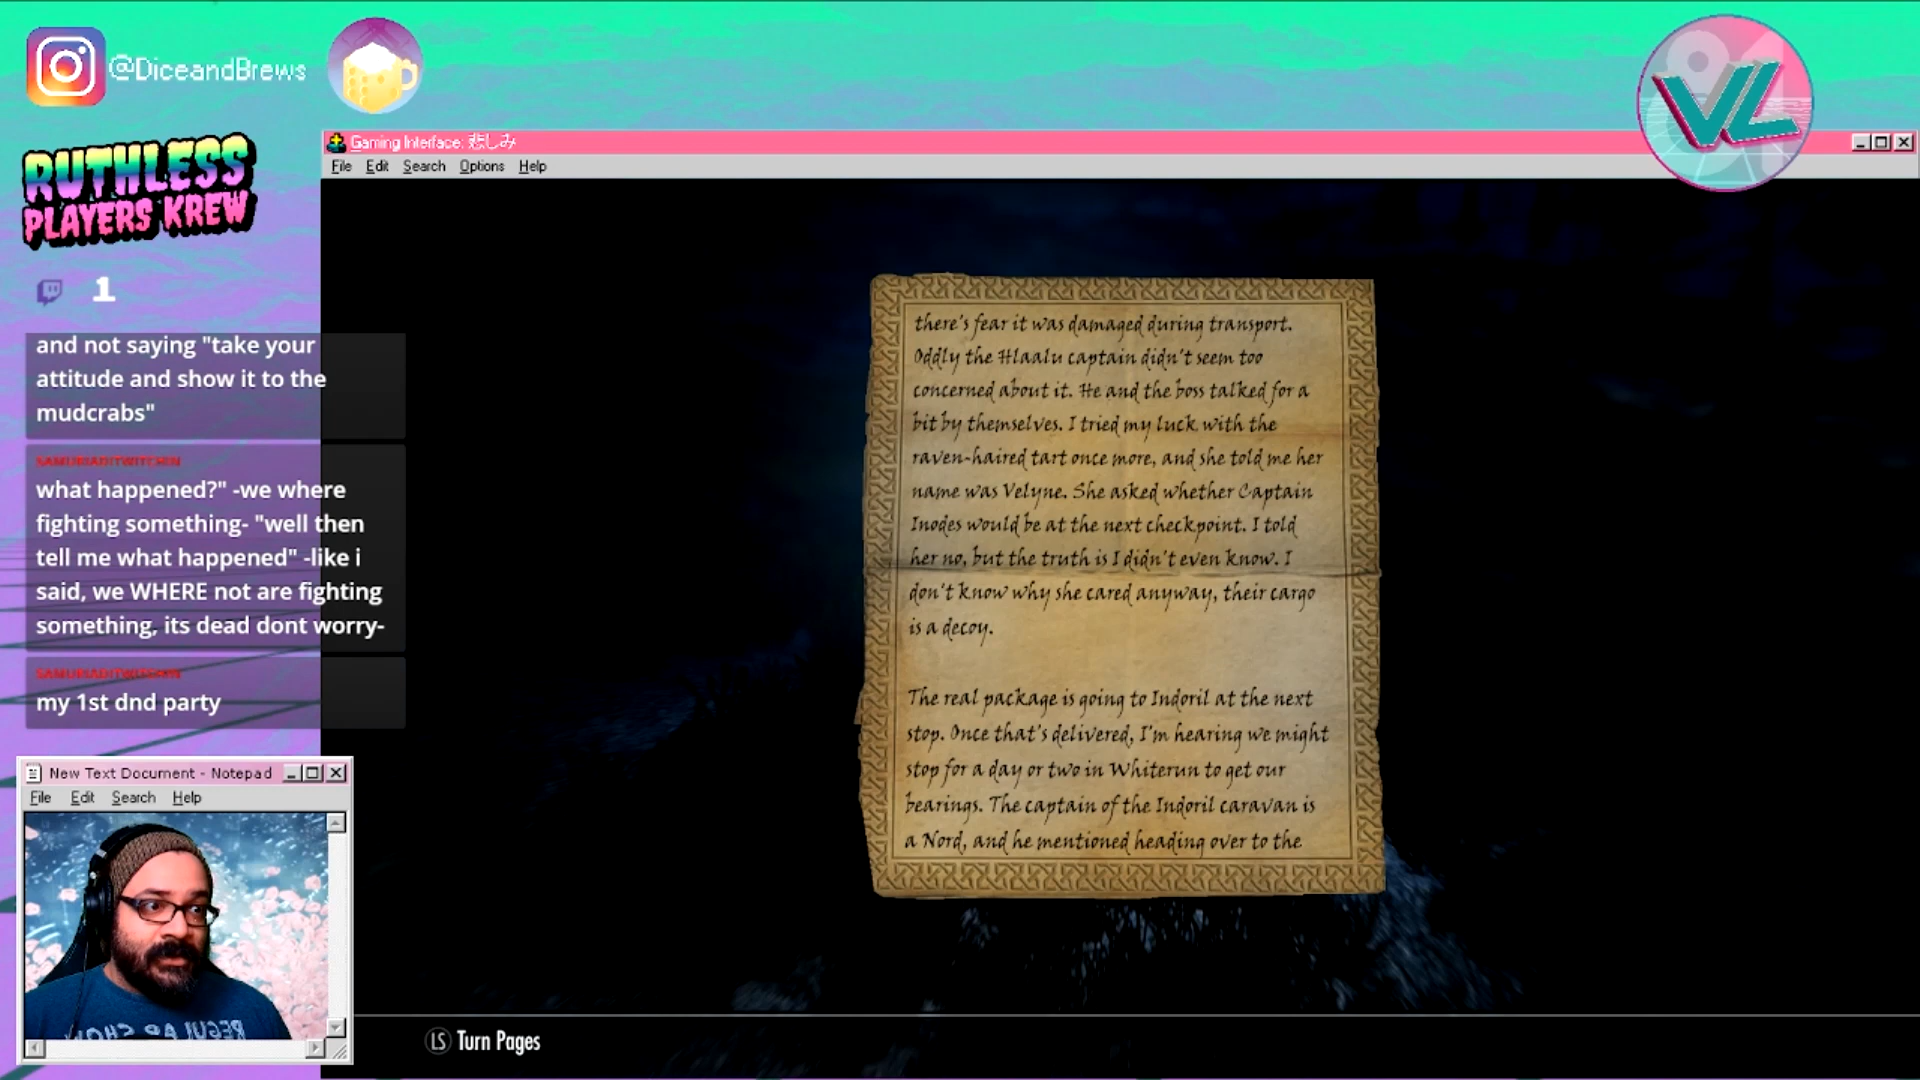 @DiceandBrews
VL
RUTHLESS
PLAYERS KREW
Gaming Interface: 悲しみ
File Edit Search Options Help
1
and not saying "take your
attitude and show it to the
mudcrabs"
what happened?" -we where
fighting something- "well then
tell me what happened" -like i
said, we WHERE not are fighting
something, its dead dont worry-
my 1st dnd party
New Text Document - Notepad
File Edit Search Help
there's fear it was damaged during transport.
Oddly the Hlaalu captain didn't seem too
concerned about it. He and the boss talked for a
bit by themselves. I tried my luck with the
raven-haired tart once more, and she told me her
name was Velyne. She asked whether Captain
Inodes would be at the next checkpoint. I told
her no, but the truth is I didn't even know. I
don't know why she cared anyway, their cargo
is a decoy.
The real package is going to Indoril at the next
stop. Once that's delivered, I'm hearing we might
stop for a day or two in Whiterun to get our
bearings. The captain of the Indoril caravan is
a Nord, and he mentioned heading over to the
LS Turn Pages